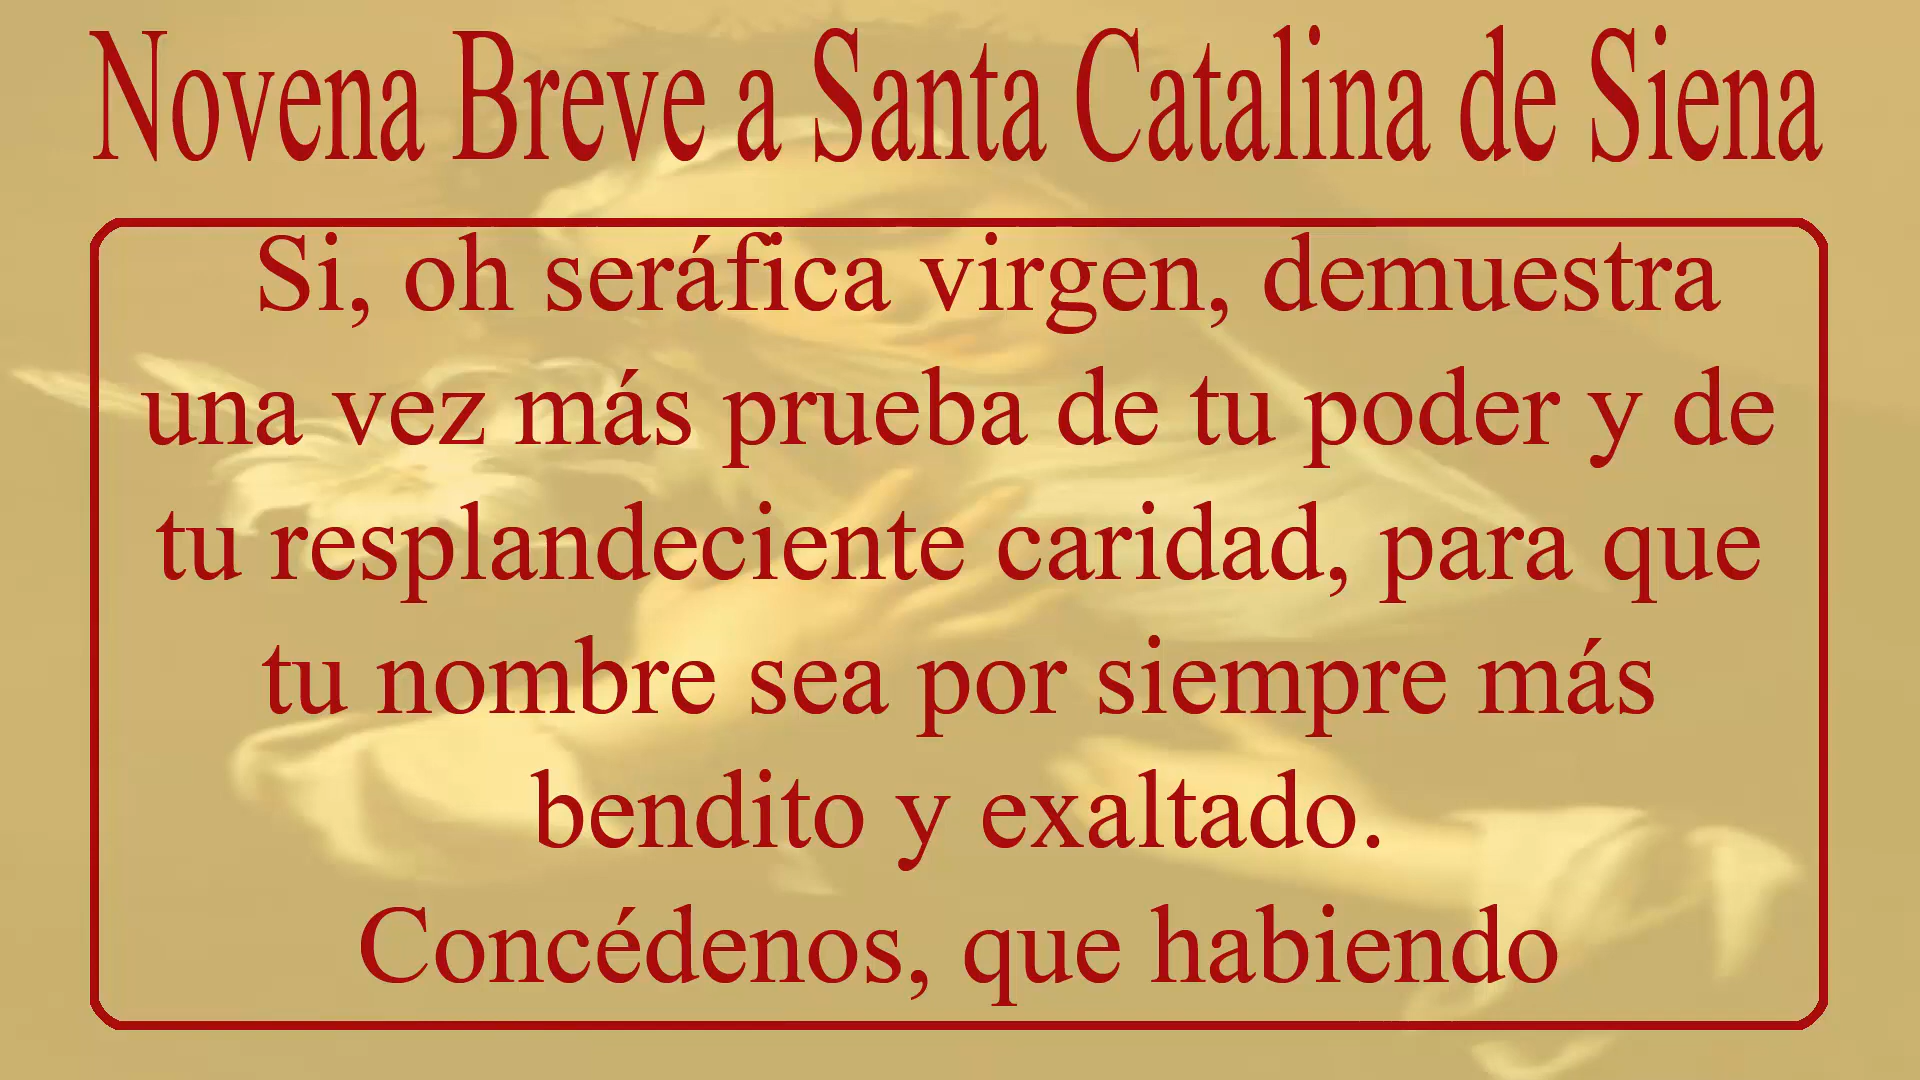 Novena Breve a Santa Catalina de Siena
Si, oh seráfica virgen, demuestra
una vez más prueba de tu poder y de
tu resplandeciente caridad, para que
tu nombre sea por siempre más
bendito y exaltado.
Concédenos, que habiendo